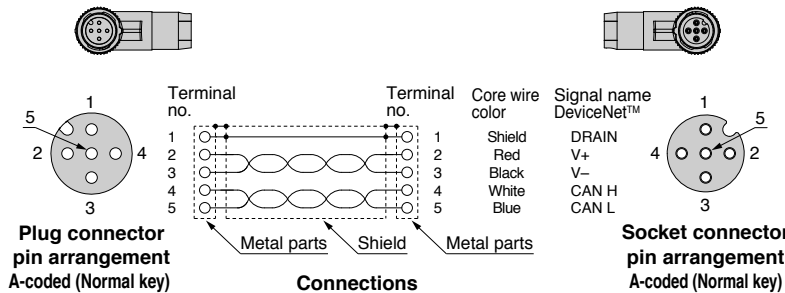 1
5
2
4
3
Plug connector
pin arrangement
A-coded (Normal key)
Terminal no.
1
2
3
4
5
Metal parts
Shield
Metal parts
Connections
Terminal no.
Core wire color
Signal name DeviceNet™
1 Shield DRAIN
2 Red V+
3 Black V–
4 White CAN H
5 Blue CAN L
1
5
4
2
3
Socket connector
pin arrangement
A-coded (Normal key)